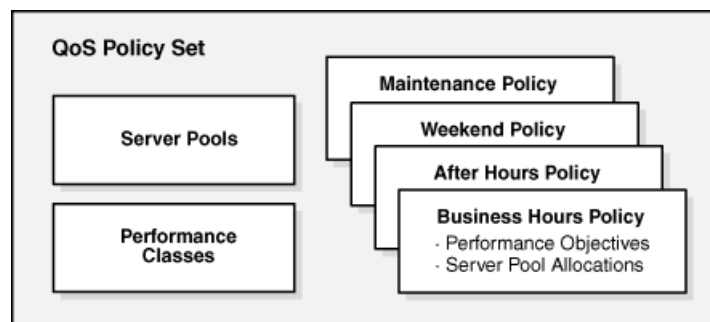 QoS Policy Set
Server Pools
Performance
Classes
Maintenance Policy
Weekend Policy
After Hours Policy
Business Hours Policy
· Performance Objectives
· Server Pool Allocations